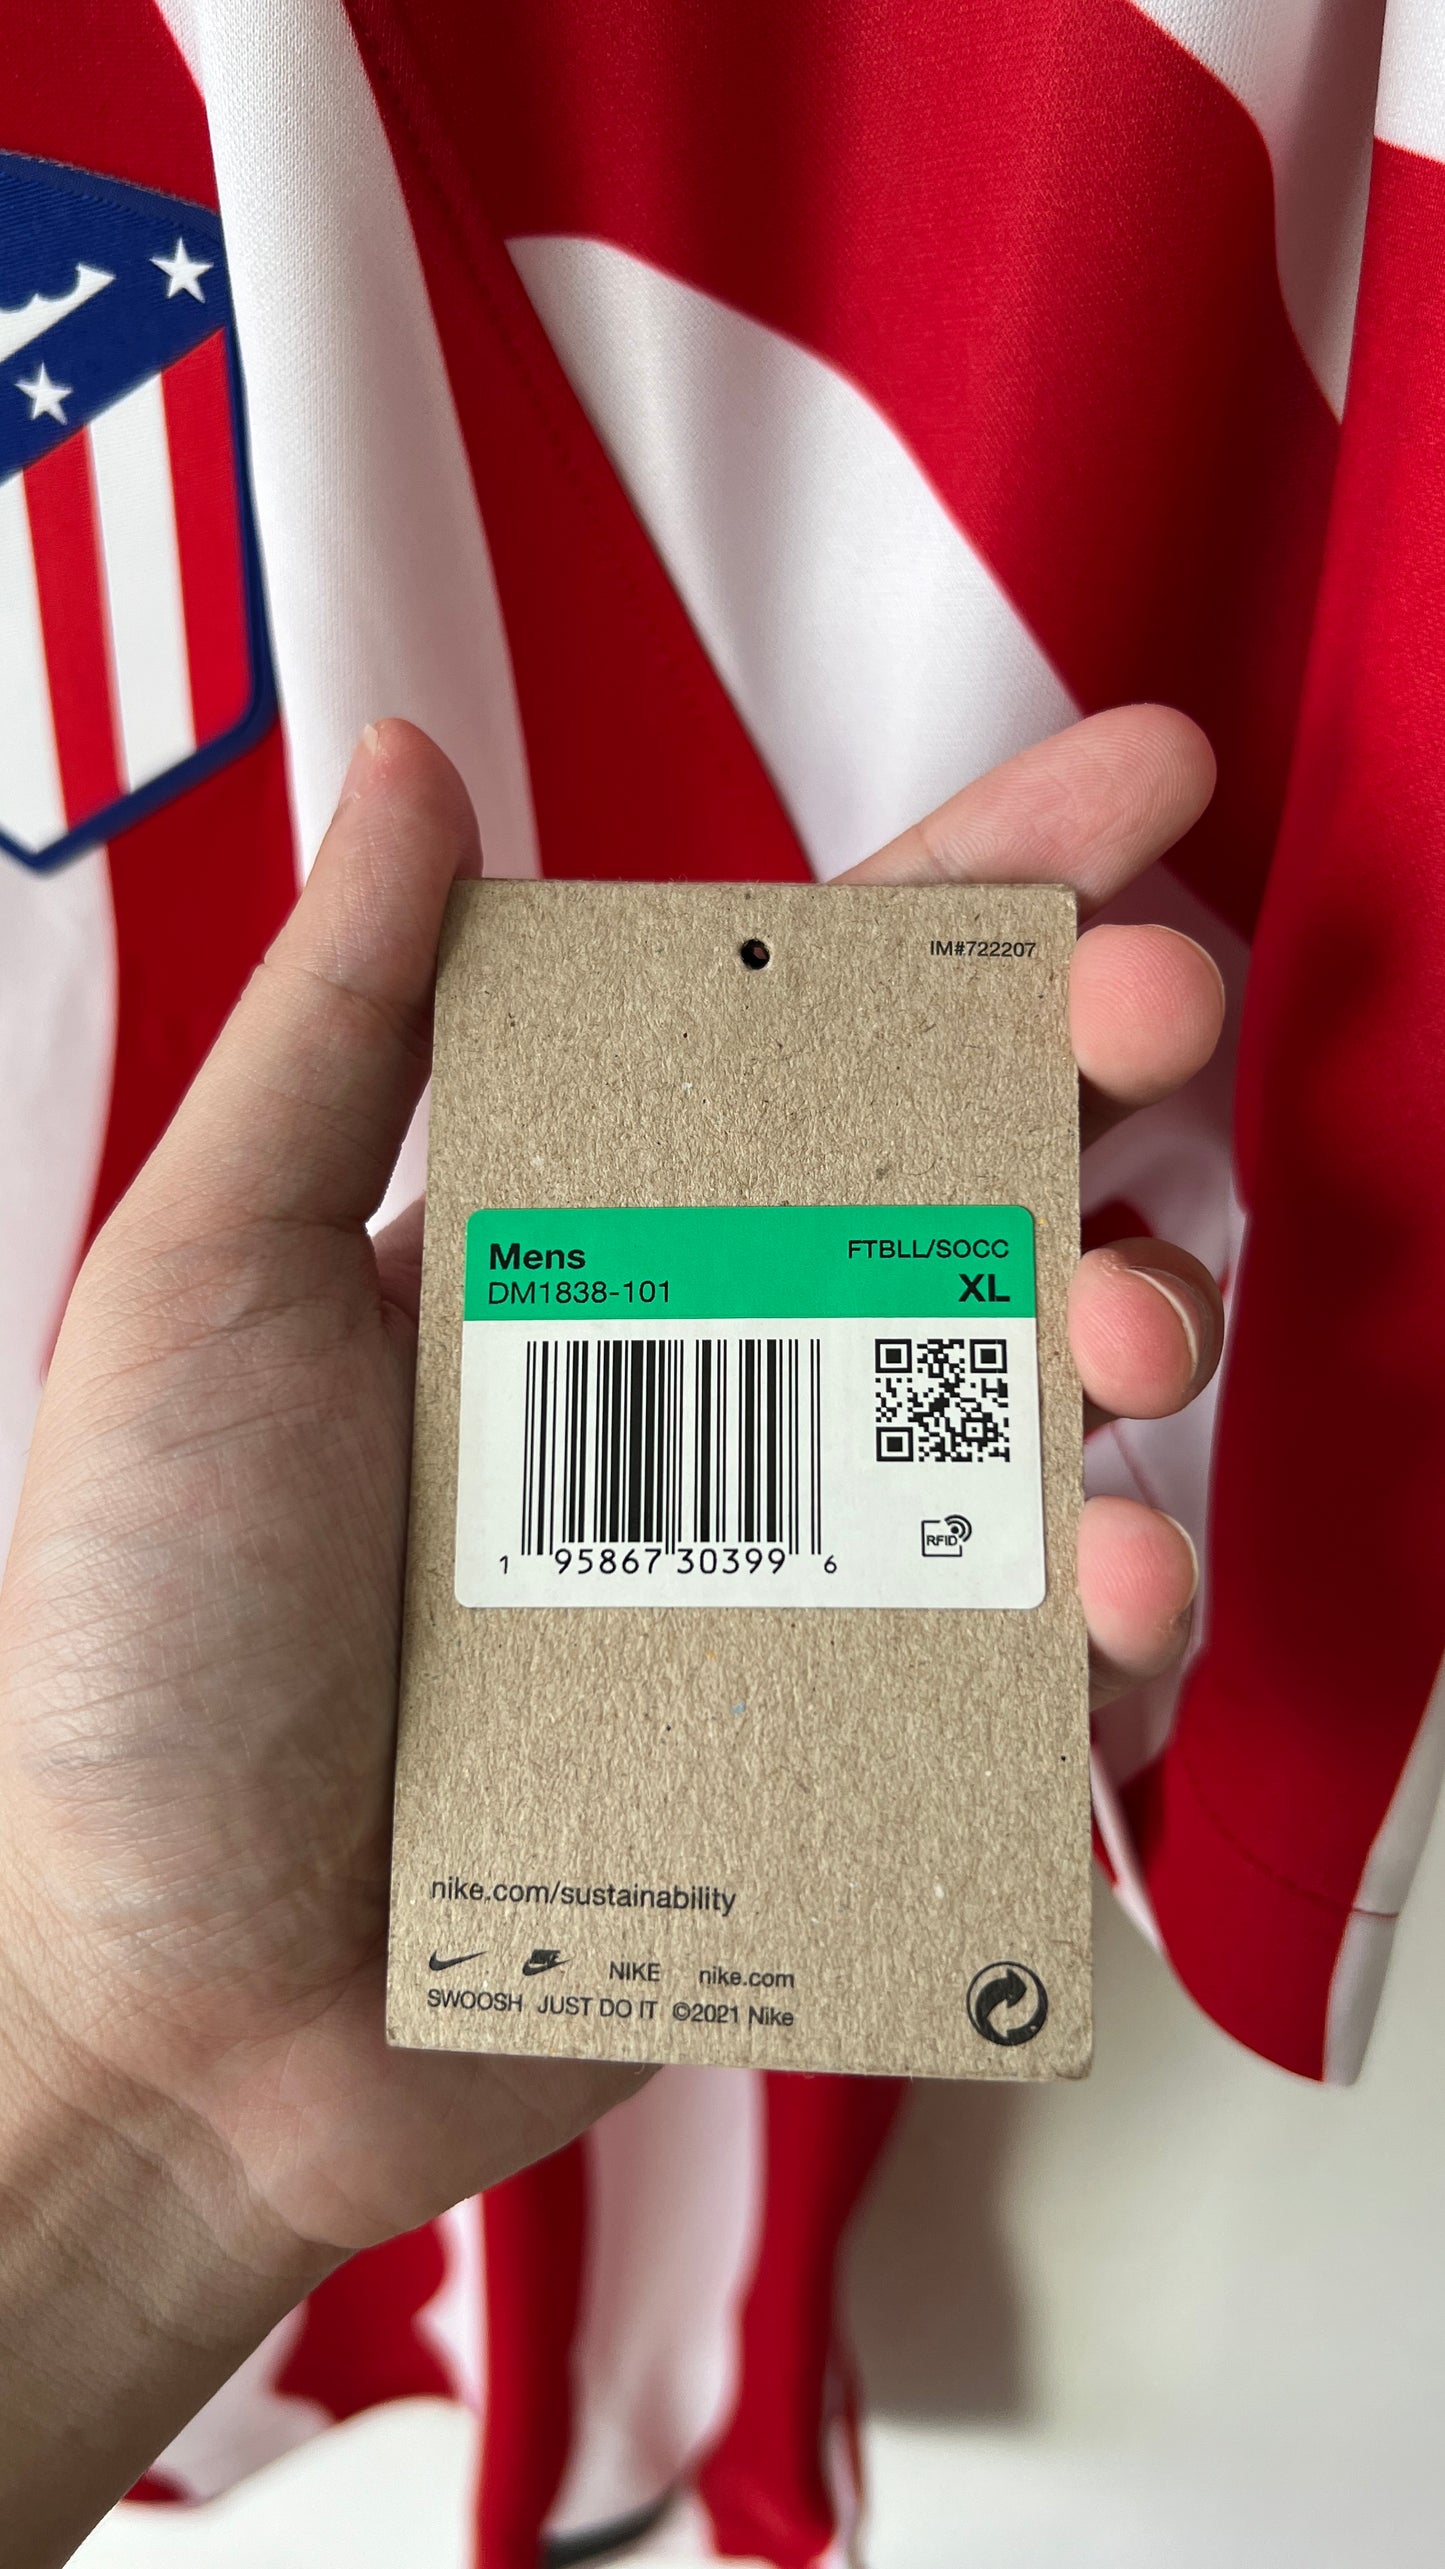 IM#722207
Mens
FTBLL/SOCC
DM1838-101
XL
1 95867 30399 6
RFID
nike.com/sustainability
NIKE nike.com
SWOOSH JUST DO IT ©2021 Nike